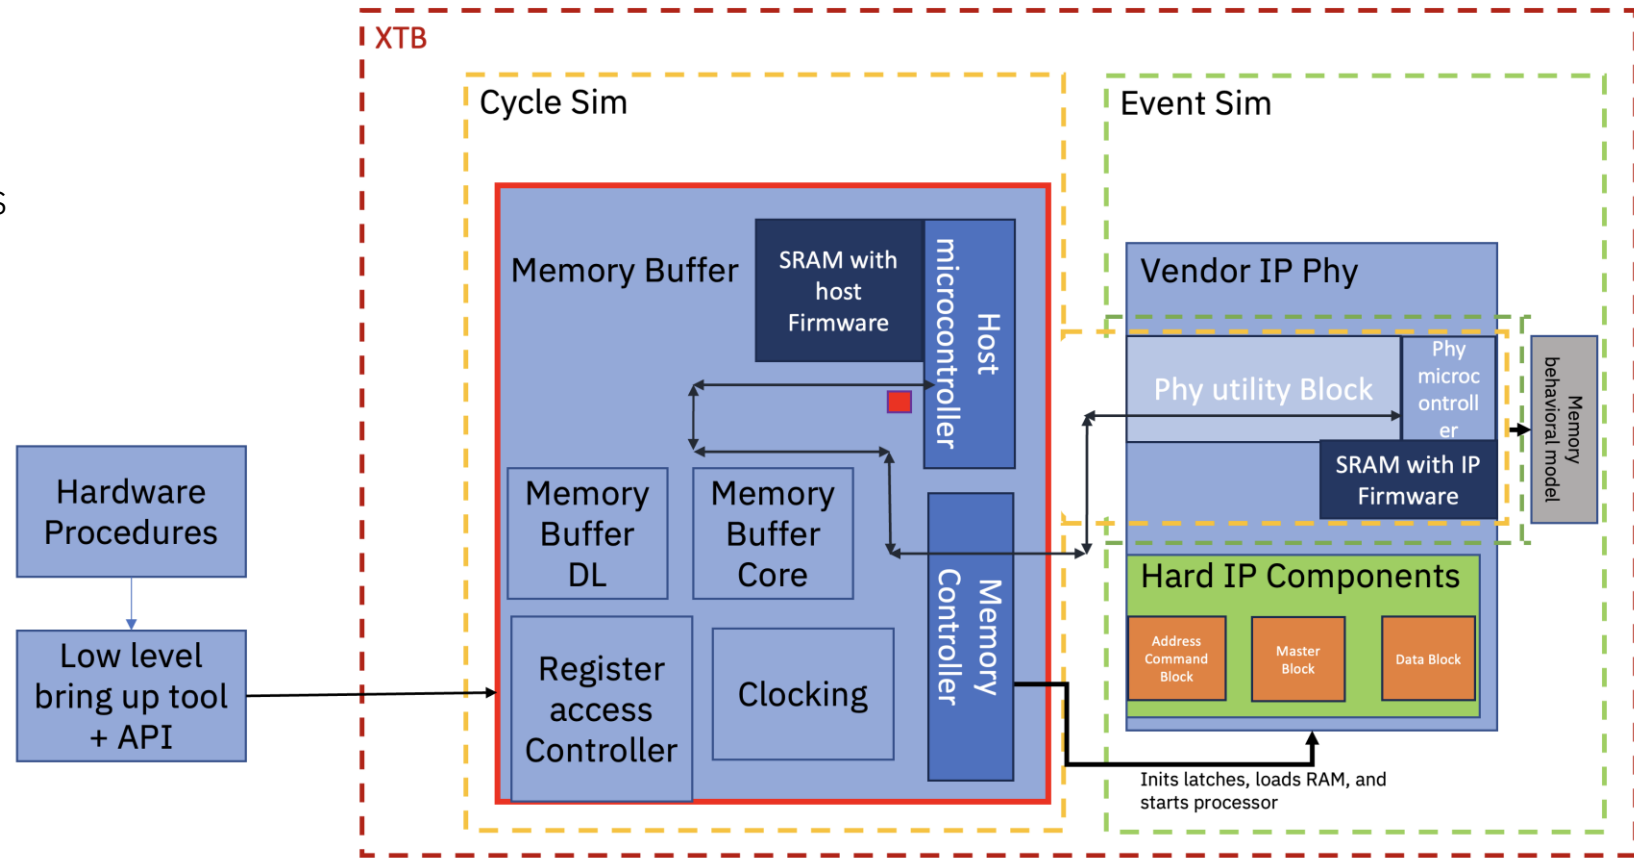 XTB
Cycle Sim
Event Sim
S
Memory Buffer
SRAM with
host
Firmware
Host
microcontroller
Vendor IP Phy
Phy utility Block
Phy
microc
ontroll
er
SRAM with IP
Firmware
Memory
behavioral model
Hardware
Procedures
Memory
Buffer
DL
Memory
Buffer
Core
Memory
Controller
Hard IP Components
Address
Command
Block
Master
Block
Data Block
Low level
bring up tool
+ API
Register
access
Controller
Clocking
Inits latches, loads RAM, and
starts processor